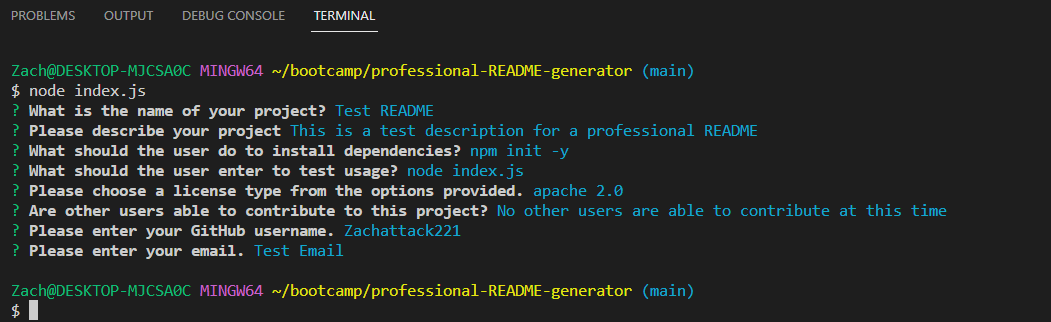 PROBLEMS OUTPUT DEBUG CONSOLE TERMINAL
Zach@DESKTOP-MJCSA0C MINGW64 ~/bootcamp/professional-README-generator (main)
$ node index.js
? What is the name of your project? Test README
? Please describe your project This is a test description for a professional README
? What should the user do to install dependencies? npm init -y
? What should the user enter to test usage? node index.js
? Please choose a license type from the options provided. apache 2.0
? Are other users able to contribute to this project? No other users are able to contribute at this time
? Please enter your GitHub username. Zachattack221
? Please enter your email. Test Email
Zach@DESKTOP-MJCSA0C MINGW64 ~/bootcamp/professional-README-generator (main)
$